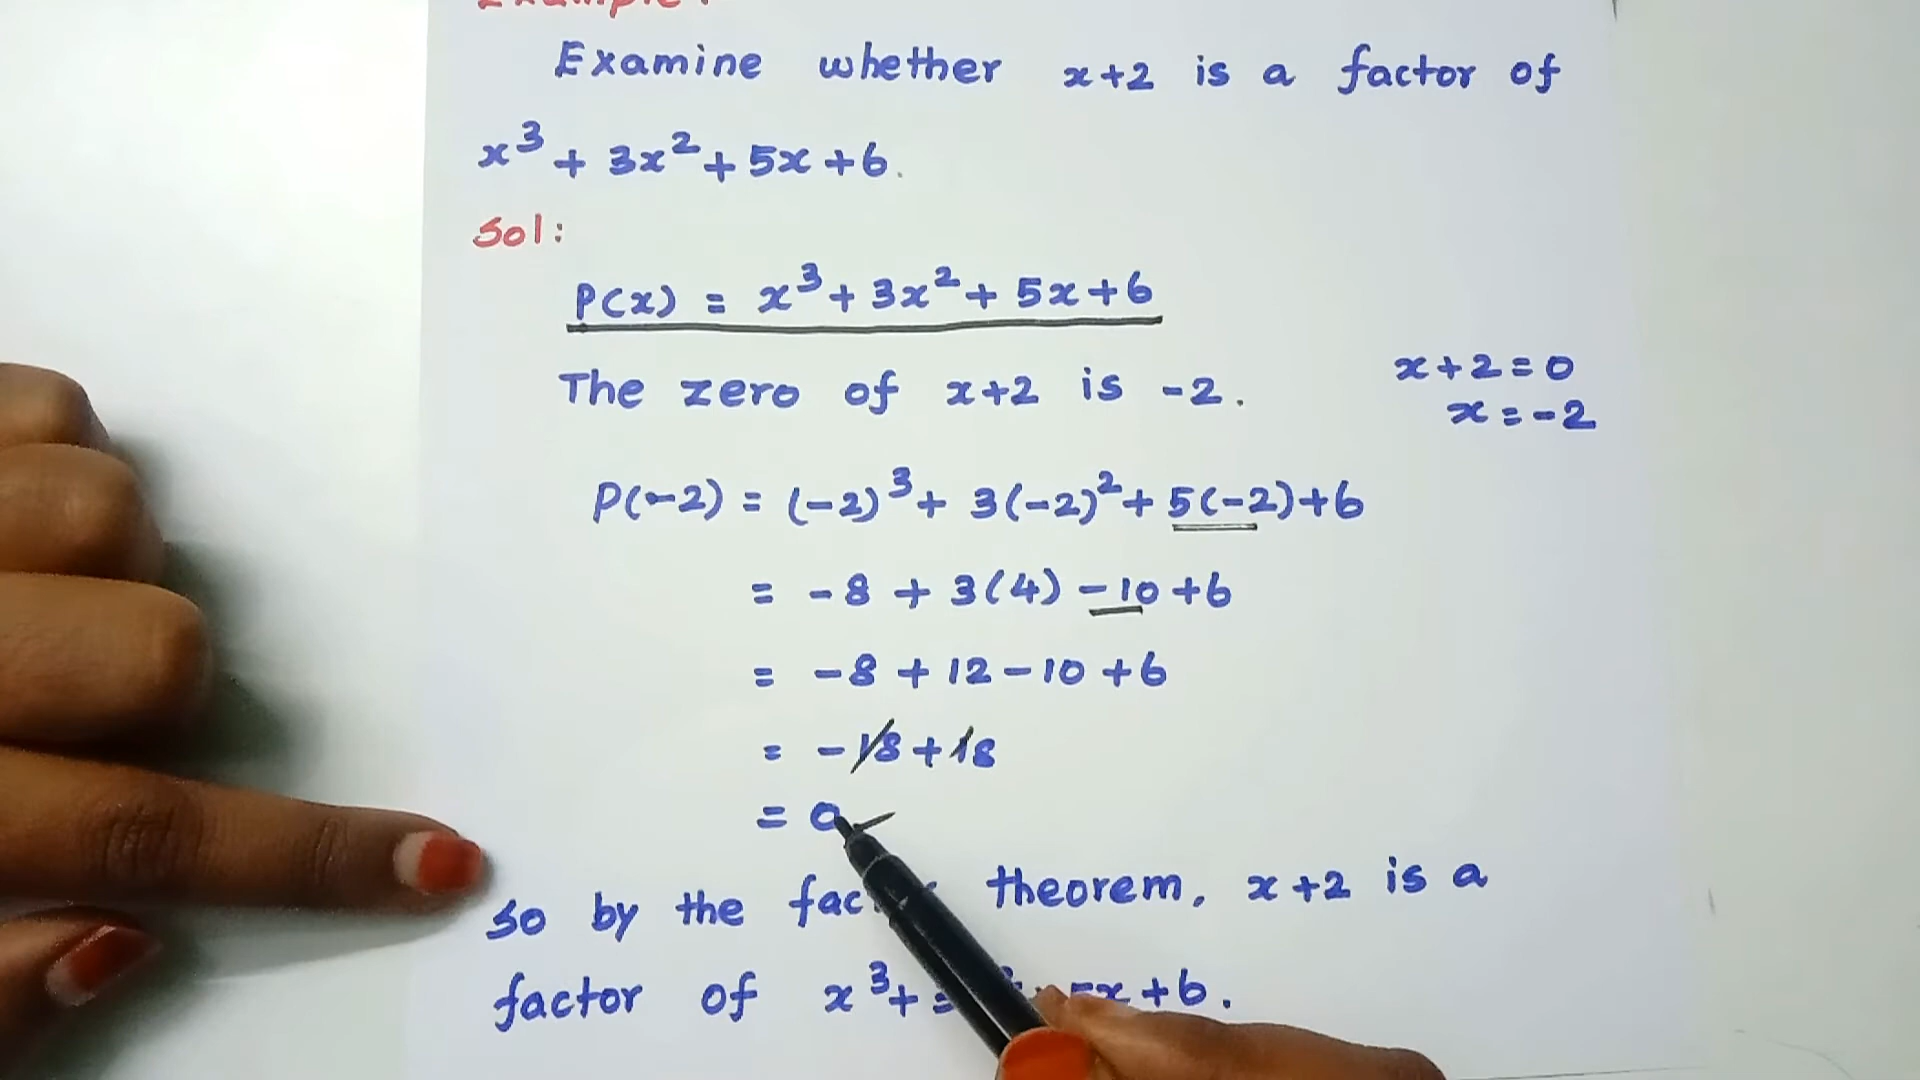 Example:
Examine whether x+2 is a factor of
x³ + 3x² + 5x + 6.
Sol:
P(x) = x³ + 3x² + 5x + 6
The zero of x+2 is -2.
x + 2 = 0
x = -2
P(-2) = (-2)³ + 3(-2)² + 5(-2) + 6
= -8 + 3(4) - 10 + 6
= -8 + 12 - 10 + 6
= -18 + 18
= 0
So by the theorem, x+2 is a
factor of x³ + 5x + 6.